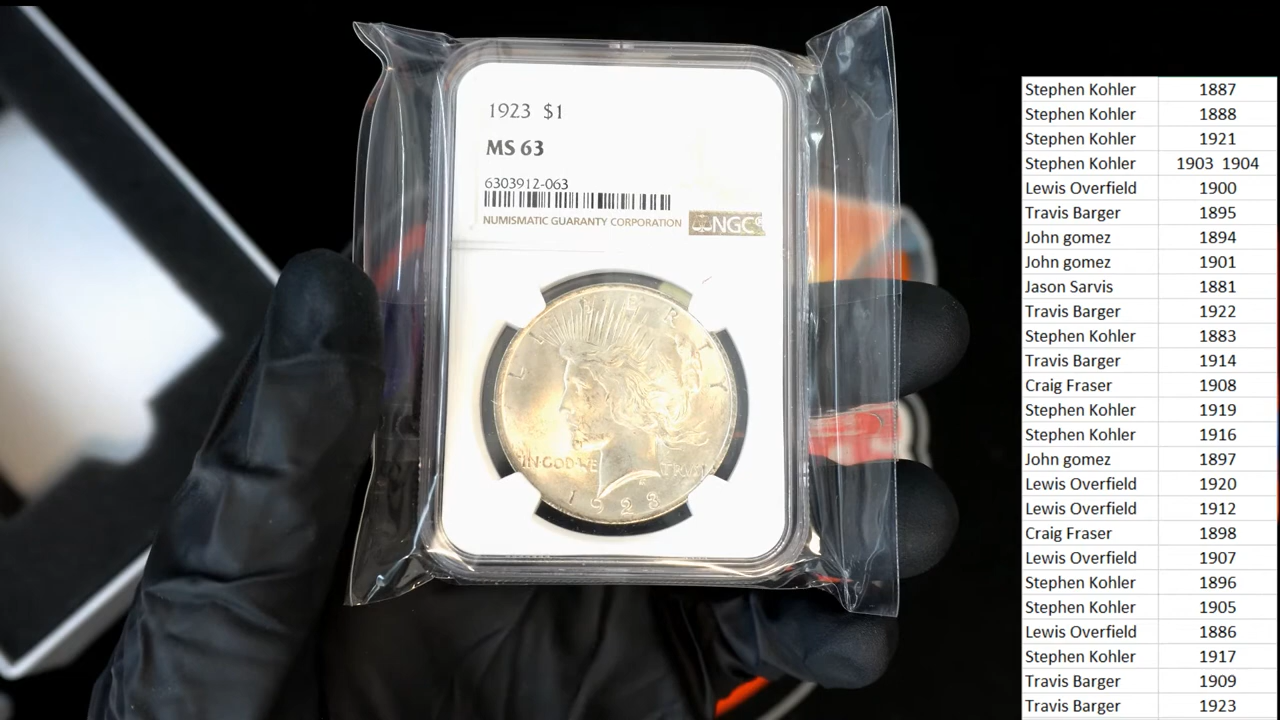 1923 $1
MS 63
6303912-063
NUMISMATIC GUARANTY CORPORATION NGC
LIBERTY
IN GOD WE TRUST
1923
Stephen Kohler 1887
Stephen Kohler 1888
Stephen Kohler 1921
Stephen Kohler 1903 1904
Lewis Overfield 1900
Travis Barger 1895
John gomez 1894
John gomez 1901
Jason Sarvis 1881
Travis Barger 1922
Stephen Kohler 1883
Travis Barger 1914
Craig Fraser 1908
Stephen Kohler 1919
Stephen Kohler 1916
John gomez 1897
Lewis Overfield 1920
Lewis Overfield 1912
Craig Fraser 1898
Lewis Overfield 1907
Stephen Kohler 1896
Stephen Kohler 1905
Lewis Overfield 1886
Stephen Kohler 1917
Travis Barger 1909
Travis Barger 1923